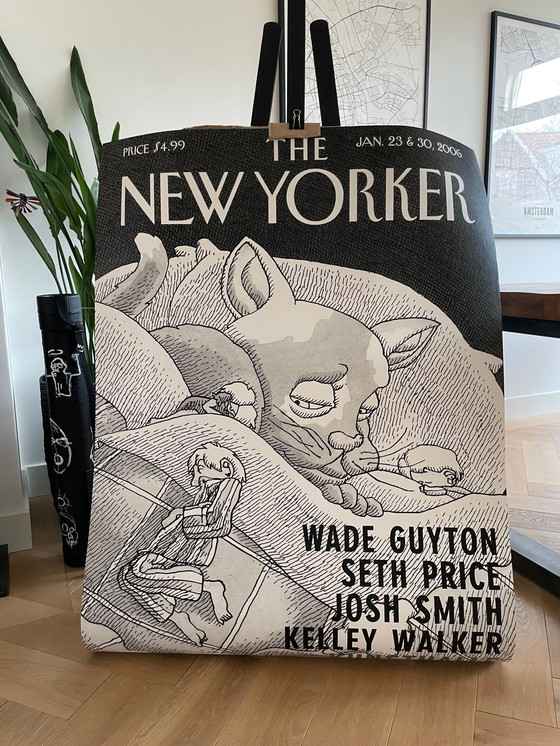 PRICE $4.99
THE
JAN. 23 & 30, 2006
NEW YORKER
AMSTERDAM
WADE GUYTON
SETH PRICE
JOSH SMITH
KELLEY WALKER